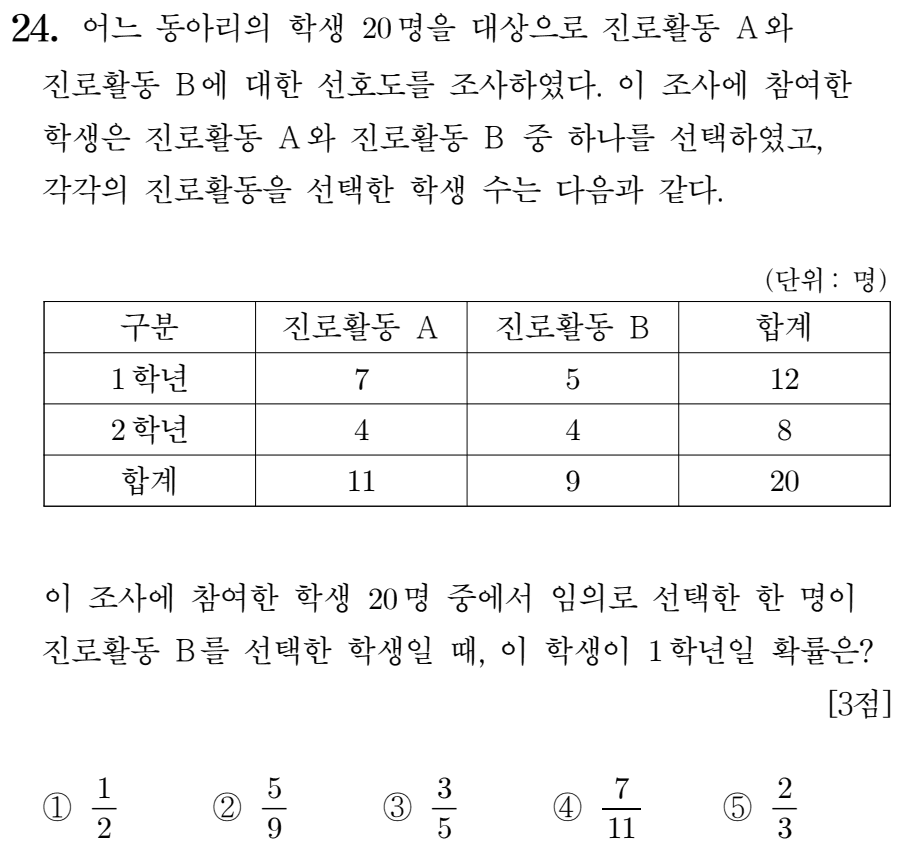 24. 어느 동아리의 학생 20명을 대상으로 진로활동 A와
진로활동 B에 대한 선호도를 조사하였다. 이 조사에 참여한
학생은 진로활동 A와 진로활동 B 중 하나를 선택하였고,
각각의 진로활동을 선택한 학생 수는 다음과 같다.
(단위 : 명)
구분 진로활동 A 진로활동 B 합계
1학년 7 5 12
2학년 4 4 8
합계 11 9 20
이 조사에 참여한 학생 20명 중에서 임의로 선택한 한 명이
진로활동 B를 선택한 학생일 때, 이 학생이 1학년일 확률은?
[3점]
① 1/2 ② 5/9 ③ 3/5 ④ 7/11 ⑤ 2/3